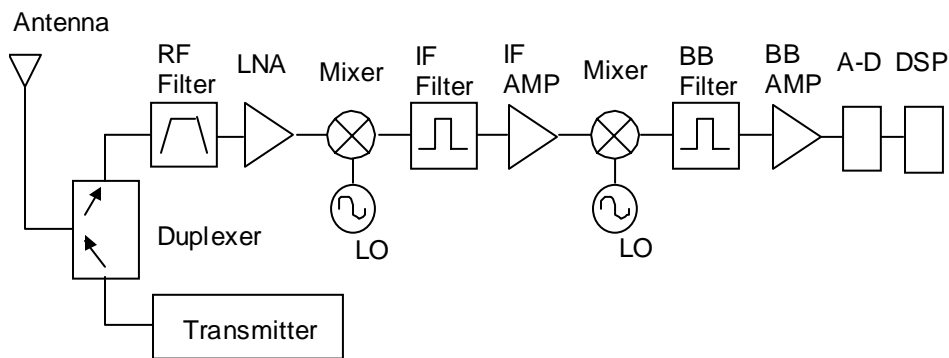 Antenna
RF
Filter
LNA
Mixer
IF
Filter
IF
AMP
Mixer
BB
Filter
BB
AMP
A-D
DSP
LO
LO
Duplexer
Transmitter